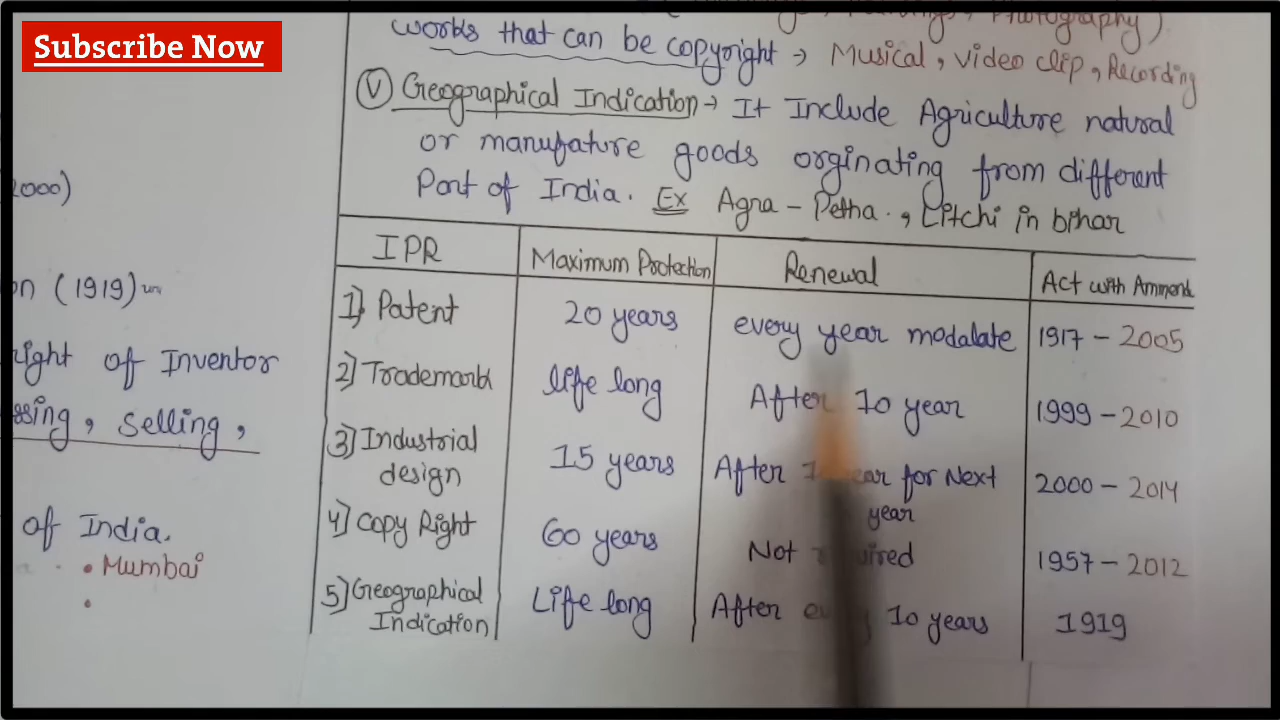 Subscribe Now
Photography)
works that can be copyright → Musical, video clip, Recording
(V) Geographical Indication → It Include Agriculture natural
or manufature goods orginating from different
Part of India. Ex Agra - Petha., Litchi in bihar
IPR Maximum Protection Renewal Act with Ammend
1) Patent 20 years every year modalate 1917 - 2005
2) Trademark life long After 10 year 1999 - 2010
3) Industrial design 15 years After year for Next year 2000 - 2014
4) Copy Right 60 years Not required 1957 - 2012
5) Geographical Indication Life long After every 10 years 1919
2000)
on (1919)
right of Inventor
ssing, selling,
of India.
• Mumbai
•